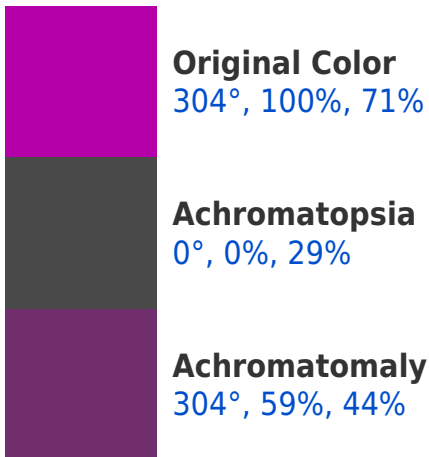 Original Color
304°, 100%, 71%
Achromatopsia
0°, 0%, 29%
Achromatomaly
304°, 59%, 44%